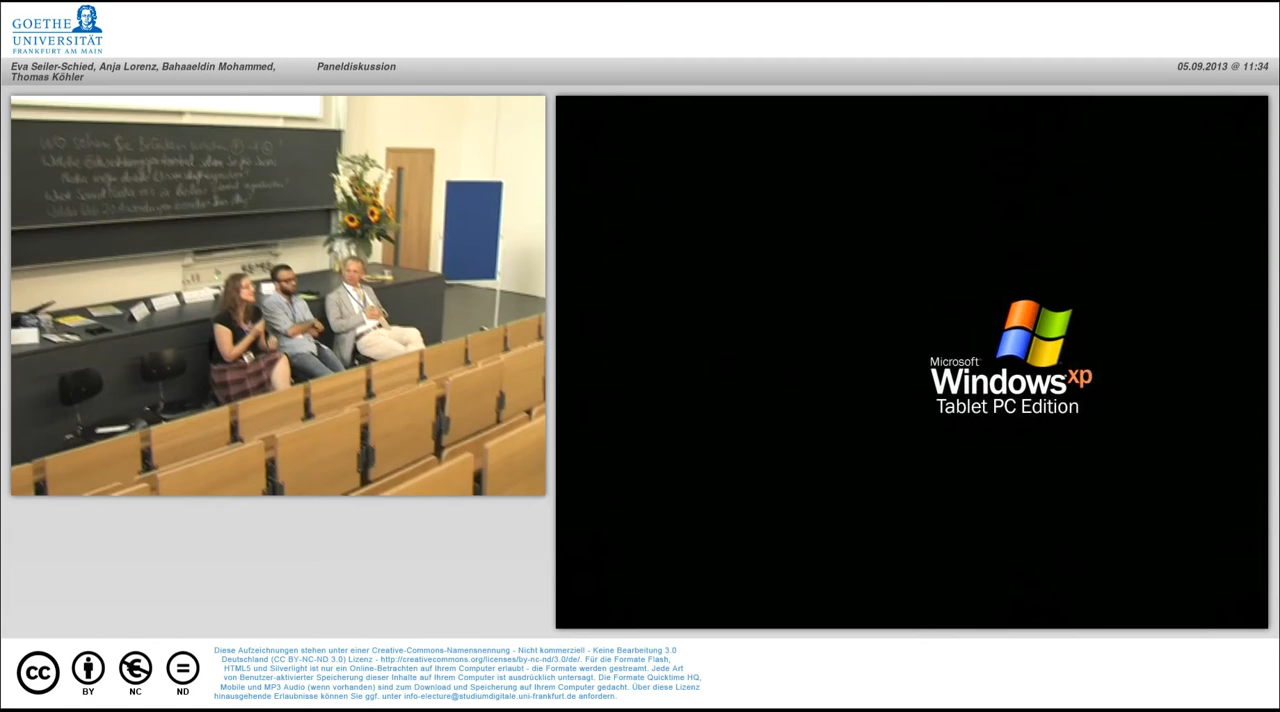 GOETHE
UNIVERSITÄT
FRANKFURT AM MAIN
Eva Seiler-Schied, Anja Lorenz, Bahaaeldin Mohammed,
Thomas Köhler
Paneldiskussion
05.09.2013 @ 11:34
Microsoft
Windows xp
Tablet PC Edition
cc
BY
NC
ND
Diese Aufzeichnungen stehen unter einer Creative-Commons-Namensnennung - Nicht kommerziell - Keine Bearbeitung 3.0
Deutschland (CC BY-NC-ND 3.0) Lizenz - http://creativecommons.org/licenses/by-nc-nd/3.0/de/. Für die Formate Flash,
HTML5 und Silverlight ist nur ein Online-Betrachten auf Ihrem Computer erlaubt - die Formate werden gestreamt. Jede Art
von Benutzer-aktivierter Speicherung dieser Inhalte auf Ihrem Computer ist ausdrücklich untersagt. Die Formate Quicktime HQ,
Mobile und MP3 Audio (wenn vorhanden) sind zum Download und Speicherung auf Ihrem Computer gedacht. Über diese Lizenz
hinausgehende Erlaubnisse können Sie ggf. unter info-electure@studiumdigitale.uni-frankfurt.de anfordern.